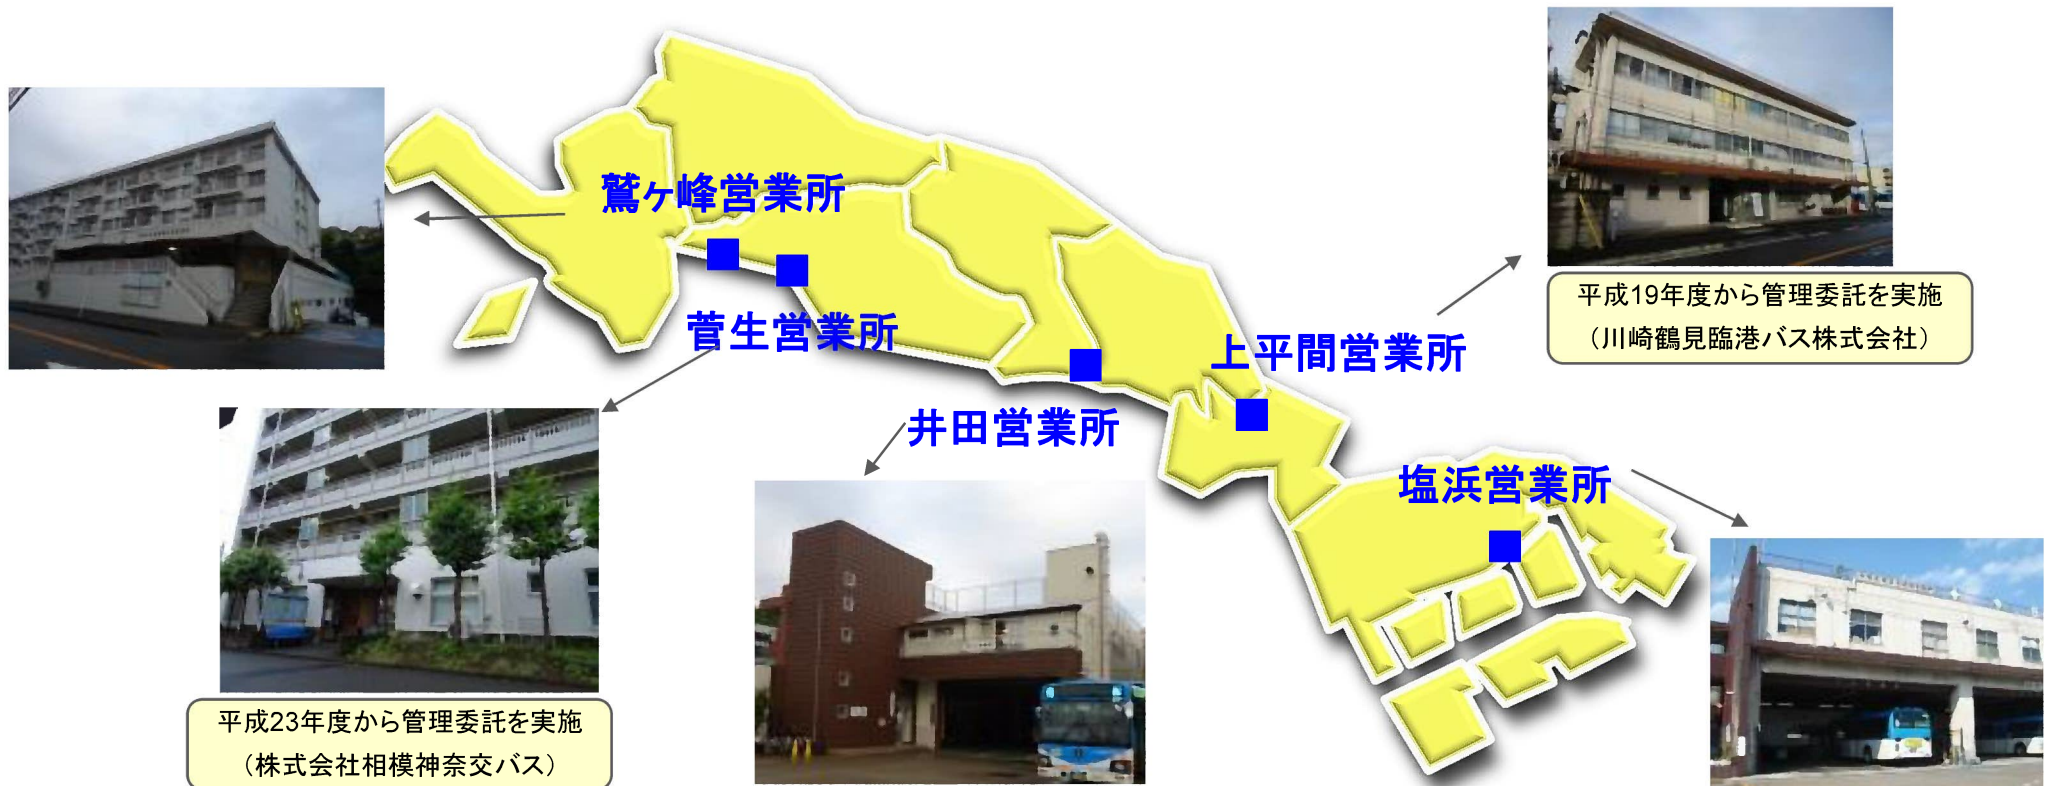 鷲ヶ峰営業所
平成19年度から管理委託を実施
（川崎鶴見臨港バス株式会社）
菅生営業所
上平間営業所
井田営業所
塩浜営業所
平成23年度から管理委託を実施
（株式会社相模神奈交バス）